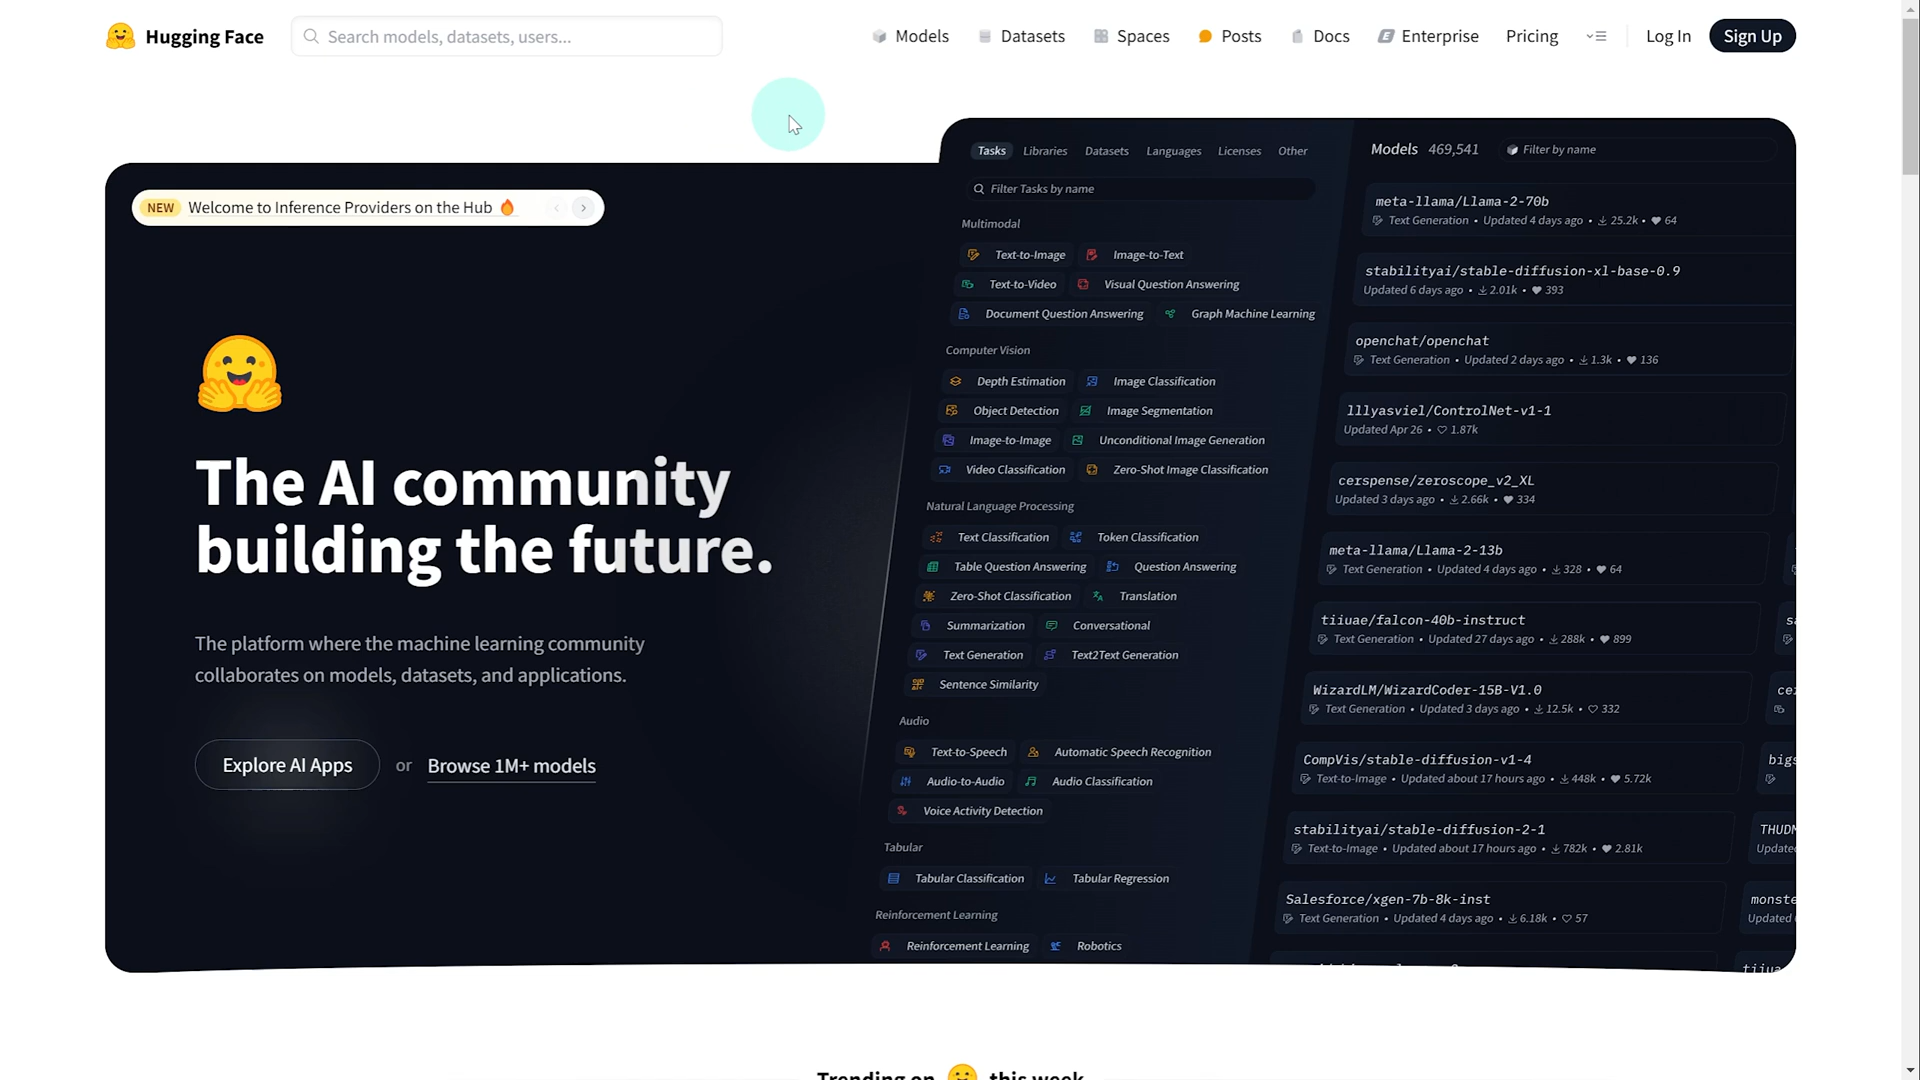 Hugging Face
Search models, datasets, users...
Models
Datasets
Spaces
Posts
Docs
Enterprise
Pricing
Log In
Sign Up
NEW Welcome to Inference Providers on the Hub
The AI community
building the future.
The platform where the machine learning community
collaborates on models, datasets, and applications.
Explore AI Apps or Browse 1M+ models
Tasks Libraries Datasets Languages Licenses Other
Filter Tasks by name
Multimodal
Text-to-Image Image-to-Text
Text-to-Video Visual Question Answering
Document Question Answering Graph Machine Learning
Computer Vision
Depth Estimation Image Classification
Object Detection Image Segmentation
Image-to-Image Unconditional Image Generation
Video Classification Zero-Shot Image Classification
Natural Language Processing
Text Classification Token Classification
Table Question Answering Question Answering
Zero-Shot Classification Translation
Summarization Conversational
Text Generation Text2Text Generation
Sentence Similarity
Audio
Text-to-Speech Automatic Speech Recognition
Audio-to-Audio Audio Classification
Voice Activity Detection
Tabular
Tabular Classification Tabular Regression
Reinforcement Learning
Reinforcement Learning Robotics
Models 469,541 Filter by name
meta-llama/Llama-2-70b
Text Generation • Updated 4 days ago • 25.2k • 64
stabilityai/stable-diffusion-xl-base-0.9
Updated 6 days ago • 2.01k • 393
openchat/openchat
Text Generation • Updated 2 days ago • 1.3k • 136
lllyasviel/ControlNet-v1-1
Updated Apr 26 • 1.87k
cerspense/zeroscope_v2_XL
Updated 3 days ago • 2.66k • 334
meta-llama/Llama-2-13b
Text Generation • Updated 4 days ago • 328 • 64
tiiuae/falcon-40b-instruct
Text Generation • Updated 27 days ago • 288k • 899
WizardLM/WizardCoder-15B-V1.0
Text Generation • Updated 3 days ago • 12.5k • 332
CompVis/stable-diffusion-v1-4
Text-to-Image • Updated about 17 hours ago • 448k • 5.72k
stabilityai/stable-diffusion-2-1
Text-to-Image • Updated about 17 hours ago • 782k • 2.81k
Salesforce/xgen-7b-8k-inst
Text Generation • Updated 4 days ago • 6.18k • 57
bigs
THUDM
Update
monste
Updated
Trending on this week